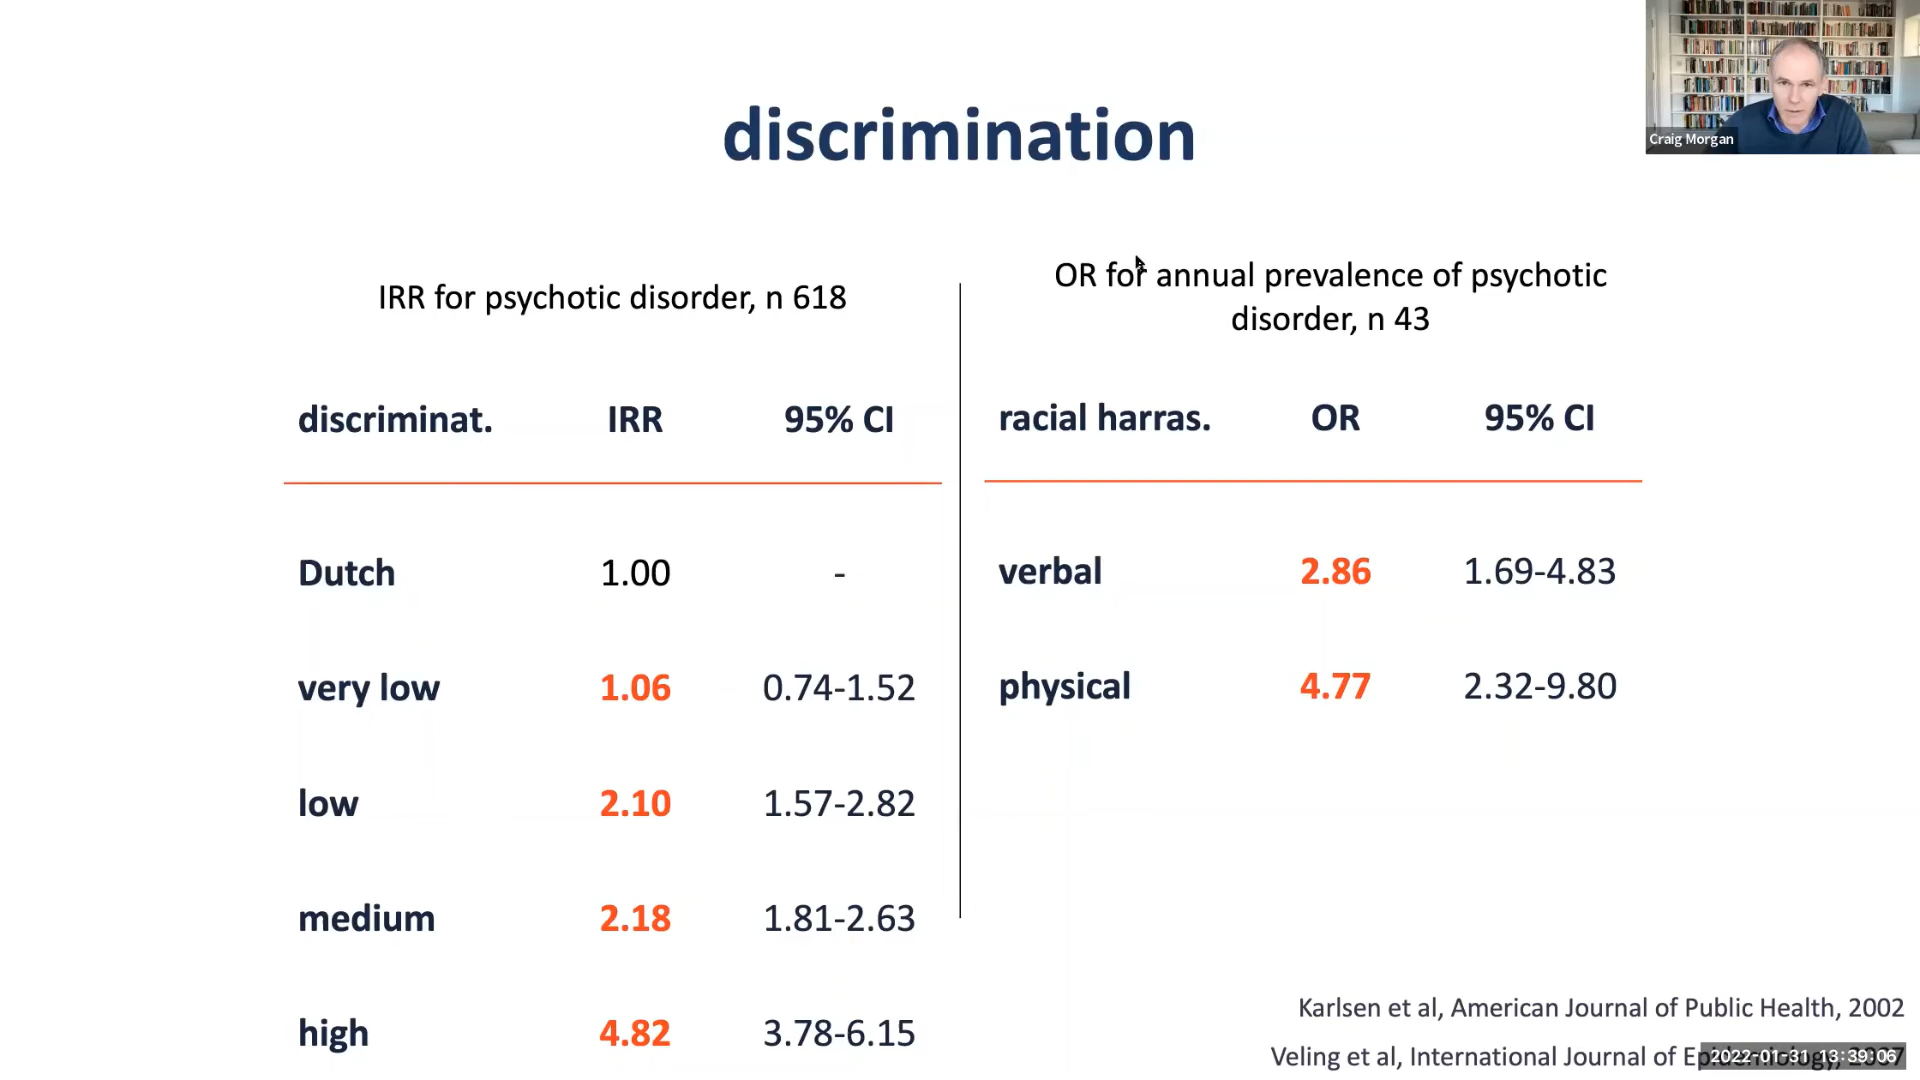 Craig Morgan
discrimination
IRR for psychotic disorder, n 618
discriminat. IRR 95% CI
Dutch 1.00 -
very low 1.06 0.74-1.52
low 2.10 1.57-2.82
medium 2.18 1.81-2.63
high 4.82 3.78-6.15
OR for annual prevalence of psychotic
disorder, n 43
racial harras. OR 95% CI
verbal 2.86 1.69-4.83
physical 4.77 2.32-9.80
Karlsen et al, American Journal of Public Health, 2002
Veling et al, International Journal of Epidemiology, 2007
2022-01-31 13:39:06